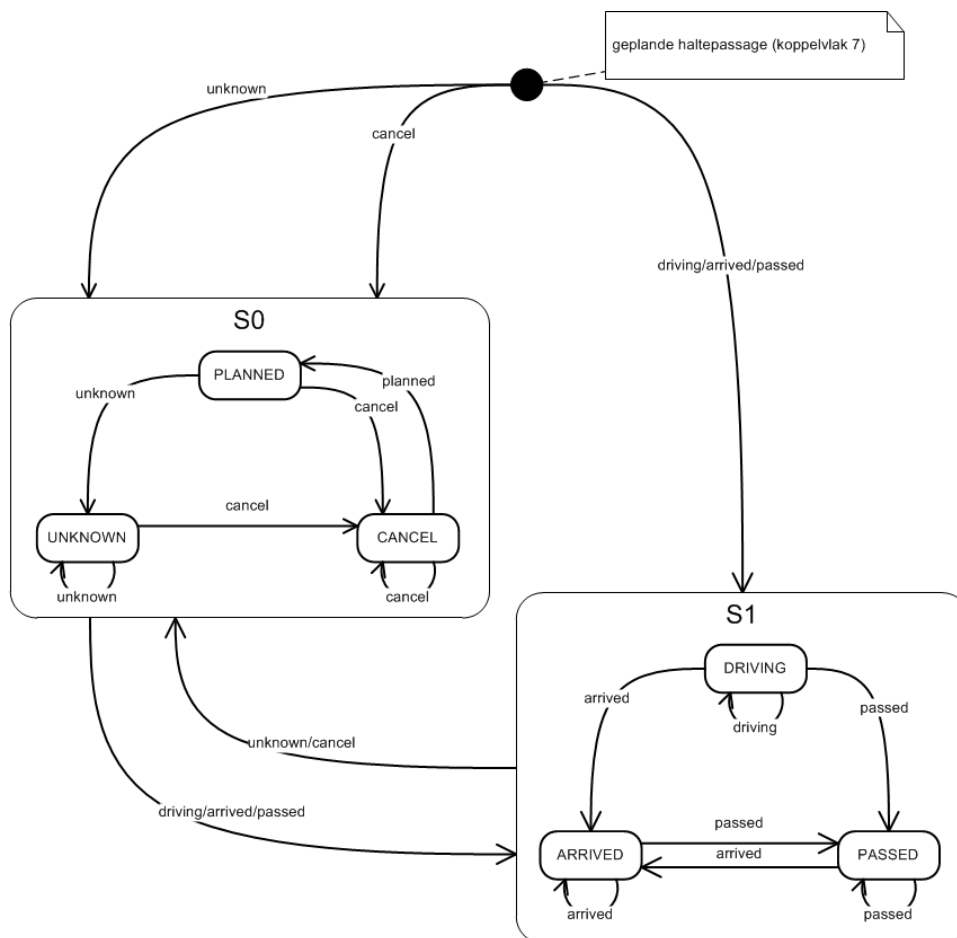 geplande haltepassage (koppelvlak 7)
unknown
cancel
driving/arrived/passed
S0
PLANNED
unknown
planned
cancel
cancel
UNKNOWN
CANCEL
unknown
cancel
S1
DRIVING
arrived
passed
driving
unknown/cancel
driving/arrived/passed
passed
arrived
ARRIVED
PASSED
arrived
passed